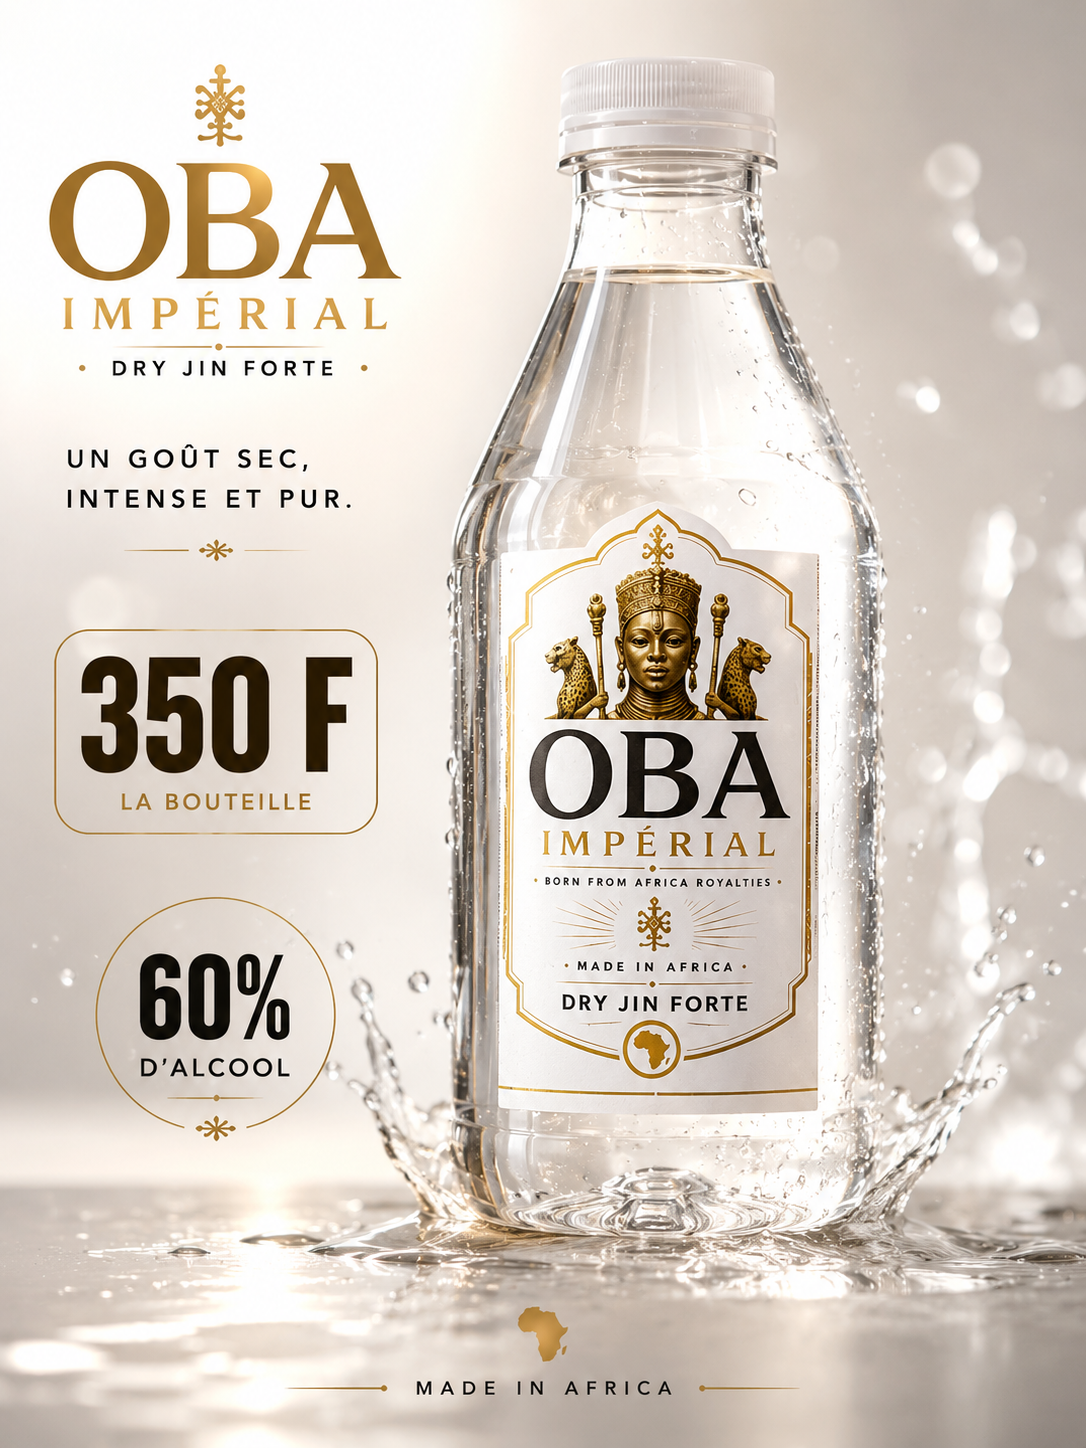 OBA
IMPÉRIAL
• DRY JIN FORTE •
UN GOÛT SEC,
INTENSE ET PUR.
350 F
LA BOUTEILLE
60%
D'ALCOOL
OBA
IMPÉRIAL
• BORN FROM AFRICA ROYALTIES •
• MADE IN AFRICA •
DRY JIN FORTE
MADE IN AFRICA